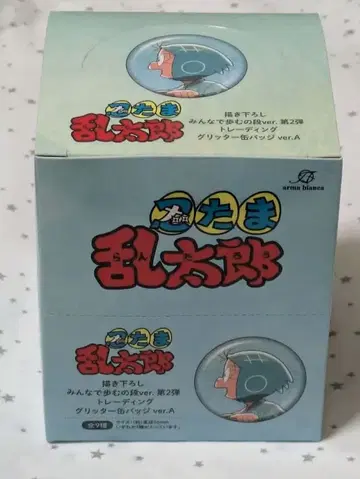 忍たま
乱太郎
描き下ろし
みんなで歩むの段ver. 第2弾
トレーディング
グリッター缶バッジ ver.A
arma bianca
忍たま
乱太郎
忍たま
乱太郎
描き下ろし
みんなで歩むの段ver. 第2弾
トレーディング
グリッター缶バッジ ver.A
全9種